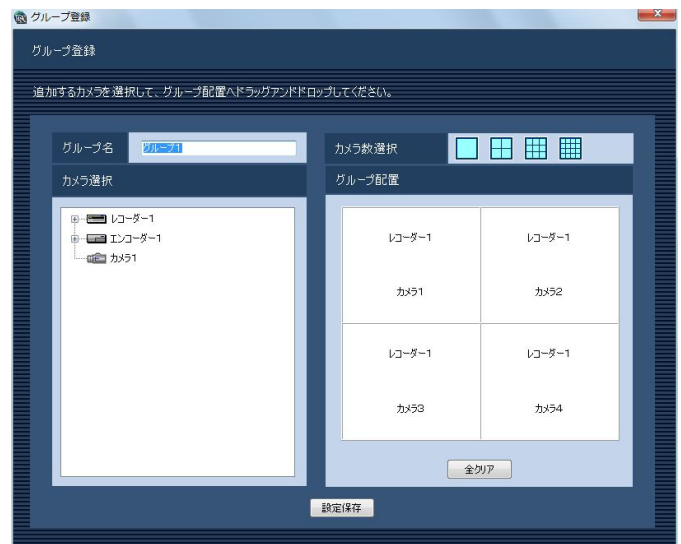 グループ登録
グループ登録
追加するカメラを選択して、グループ配置へドラッグアンドドロップしてください。
グループ名
グループ1
カメラ数選択
カメラ選択
グループ配置
レコーダー1
エンコーダー1
カメラ1
レコーダー1
レコーダー1
カメラ1
カメラ2
レコーダー1
レコーダー1
カメラ3
カメラ4
全クリア
設定保存